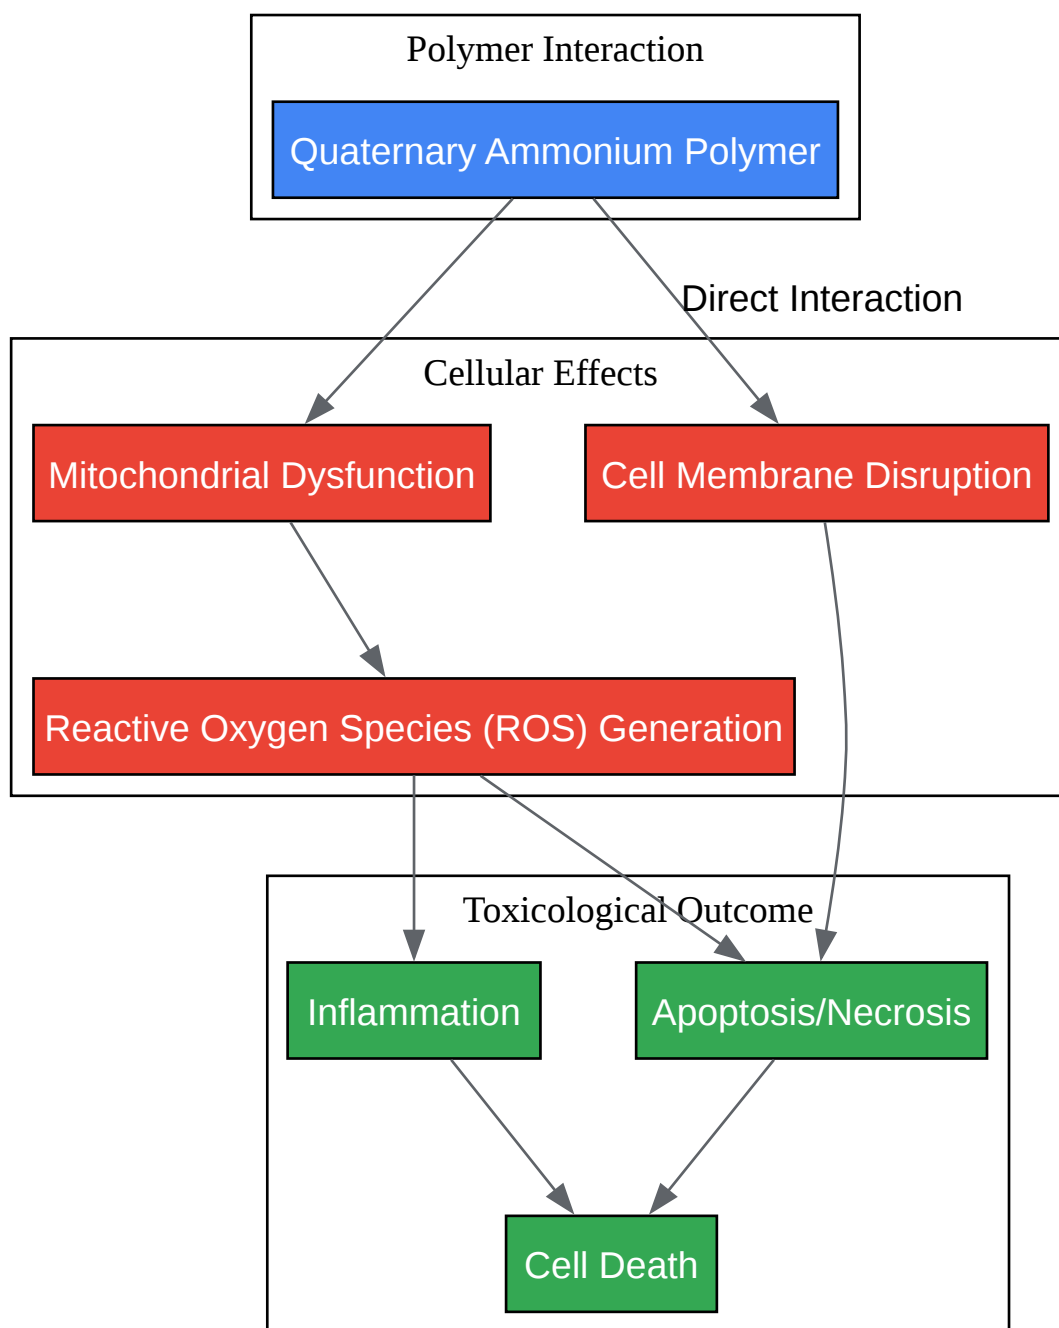 Polymer Interaction
Quaternary Ammonium Polymer
Direct Interaction
Cellular Effects
Mitochondrial Dysfunction
Cell Membrane Disruption
Reactive Oxygen Species (ROS) Generation
Toxicological Outcome
Inflammation
Apoptosis/Necrosis
Cell Death